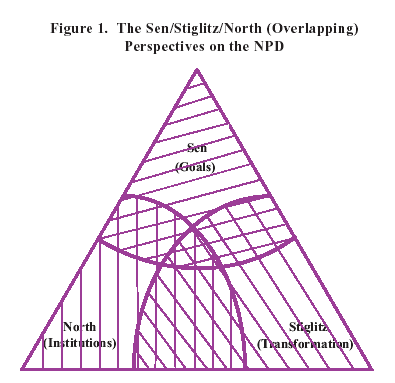 Figure 1. The Sen/Stiglitz/North (Overlapping)
Perspectives on the NPD
Sen
(Goals)
North
(Institutions)
Stiglitz
(Transformation)